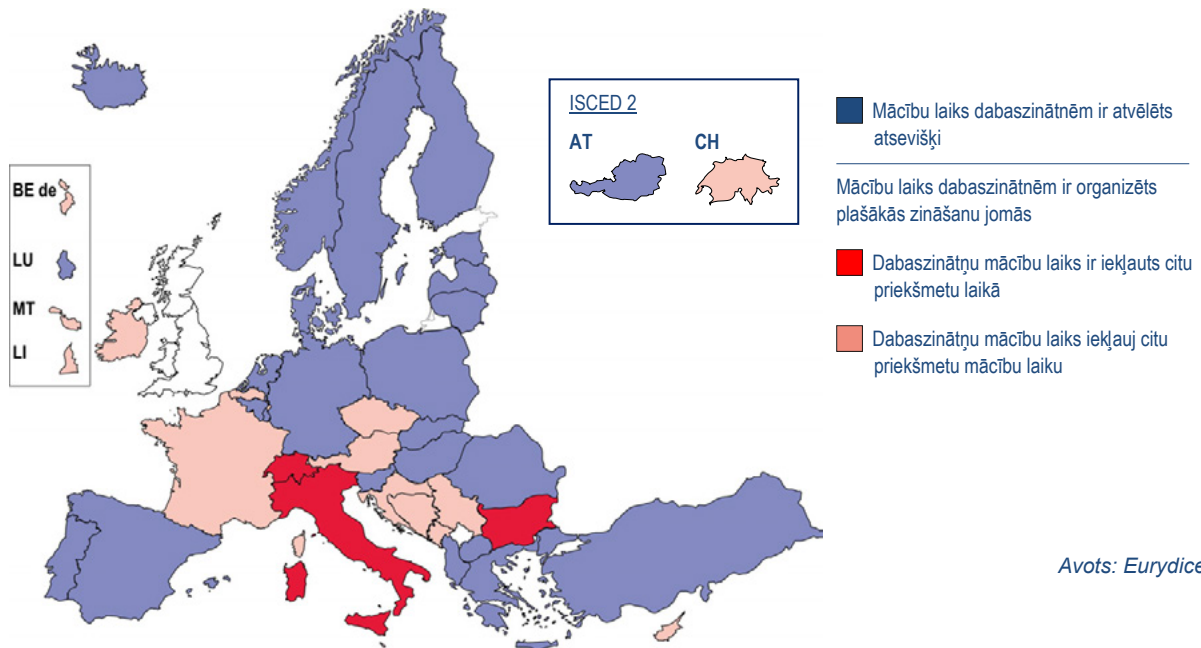 ISCED 2
AT
CH
BE de
LU
MT
LI
Mācību laiks dabaszinātnēm ir atvēlēts
atsevišķi
Mācību laiks dabaszinātnēm ir organizēts
plašākās zināšanu jomās
Dabaszinātņu mācību laiks ir iekļauts citu
priekšmetu laikā
Dabaszinātņu mācību laiks iekļauj citu
priekšmetu mācību laiku
Avots: Eurydice